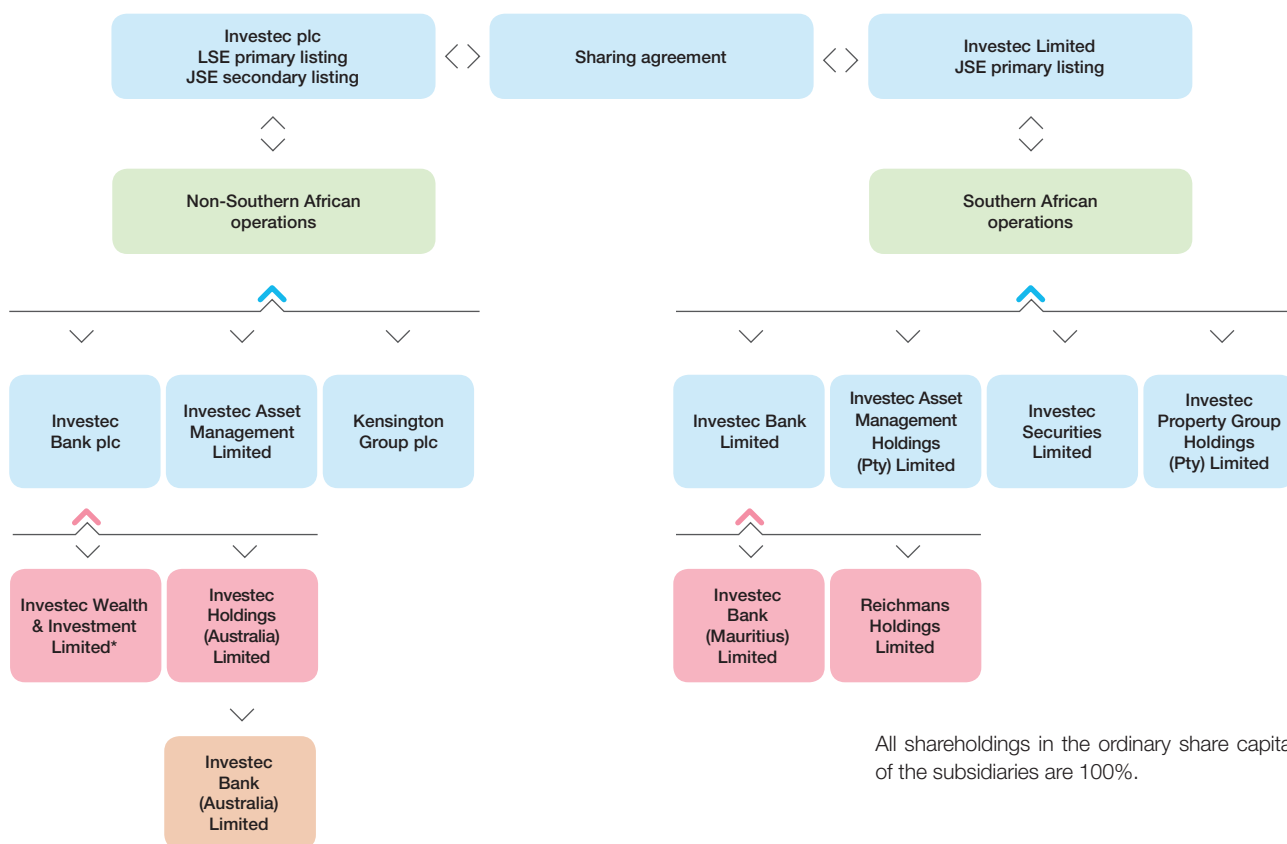 Investec plc
LSE primary listing
JSE secondary listing
Sharing agreement
Investec Limited
JSE primary listing
Non-Southern African
operations
Southern African
operations
Investec
Bank plc
Investec Asset
Management
Limited
Kensington
Group plc
Investec Bank
Limited
Investec Asset
Management
Holdings
(Pty) Limited
Investec
Securities
Limited
Investec
Property Group
Holdings
(Pty) Limited
Investec Wealth
& Investment
Limited*
Investec
Holdings
(Australia)
Limited
Investec
Bank
(Mauritius)
Limited
Reichmans
Holdings
Limited
Investec
Bank
(Australia)
Limited
All shareholdings in the ordinary share capita
of the subsidiaries are 100%.